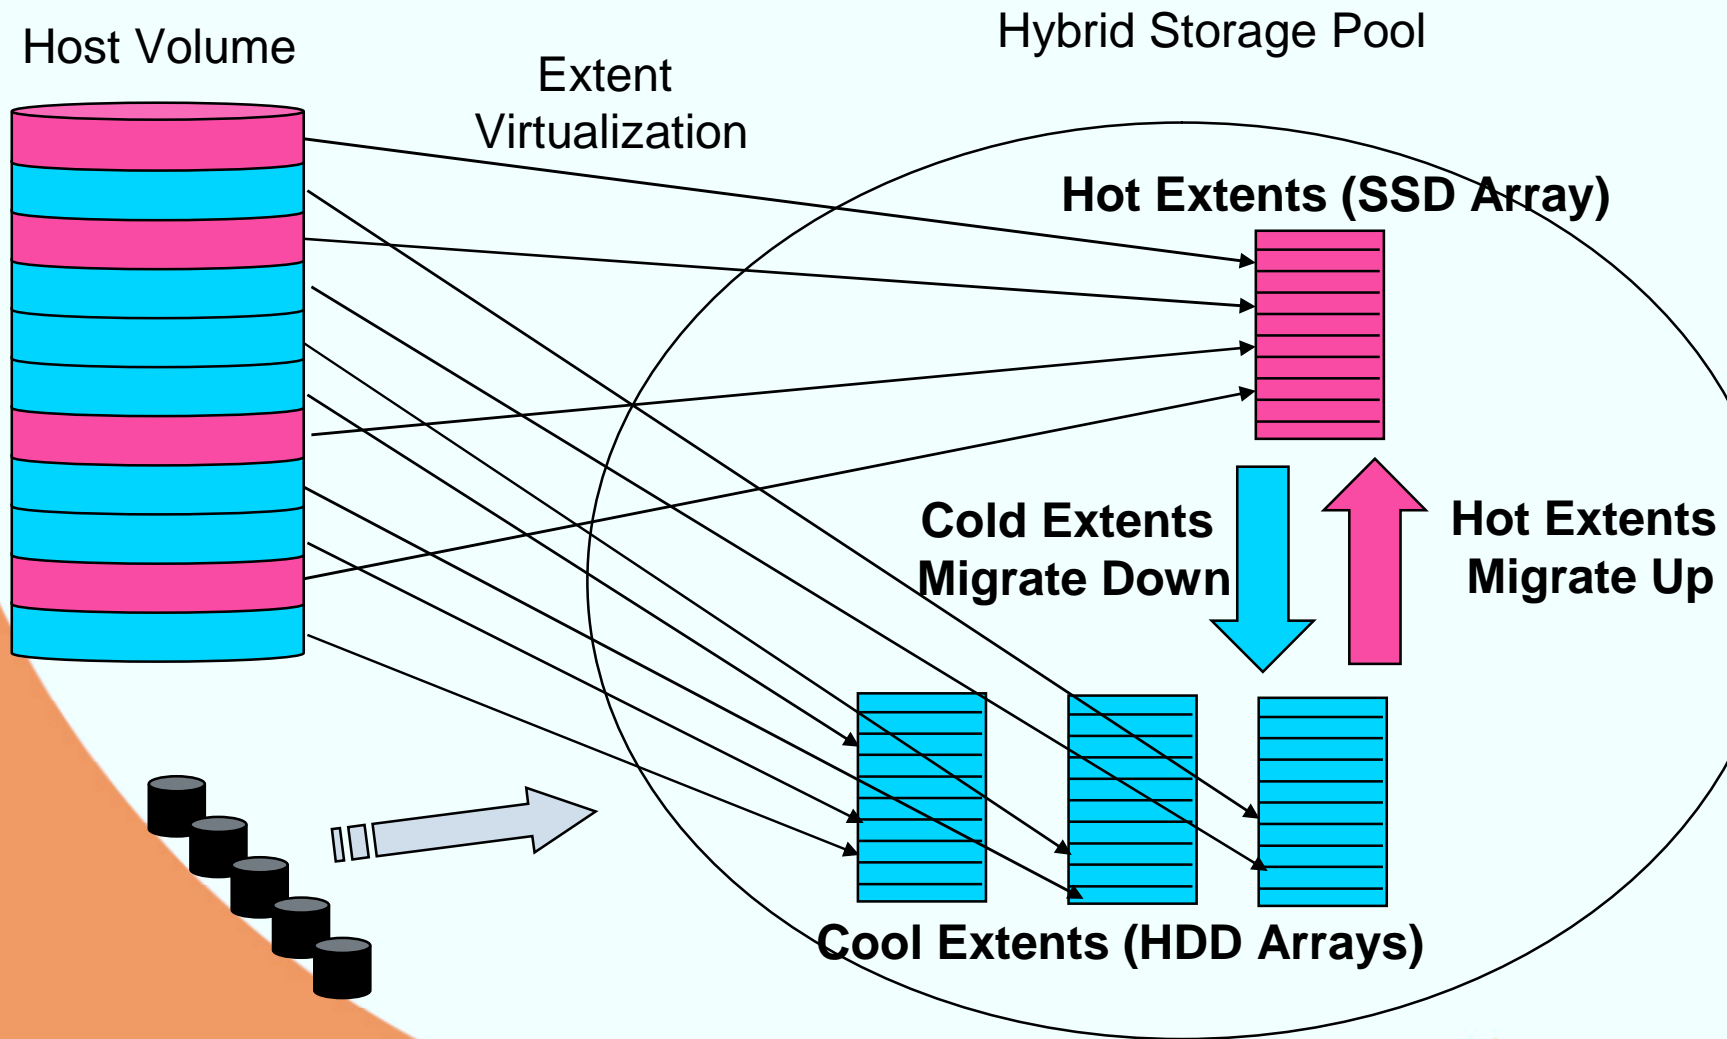 Host Volume
Extent
Virtualization
Hybrid Storage Pool
Hot Extents (SSD Array)
Cold Extents
Migrate Down
Hot Extents
Migrate Up
Cool Extents (HDD Arrays)